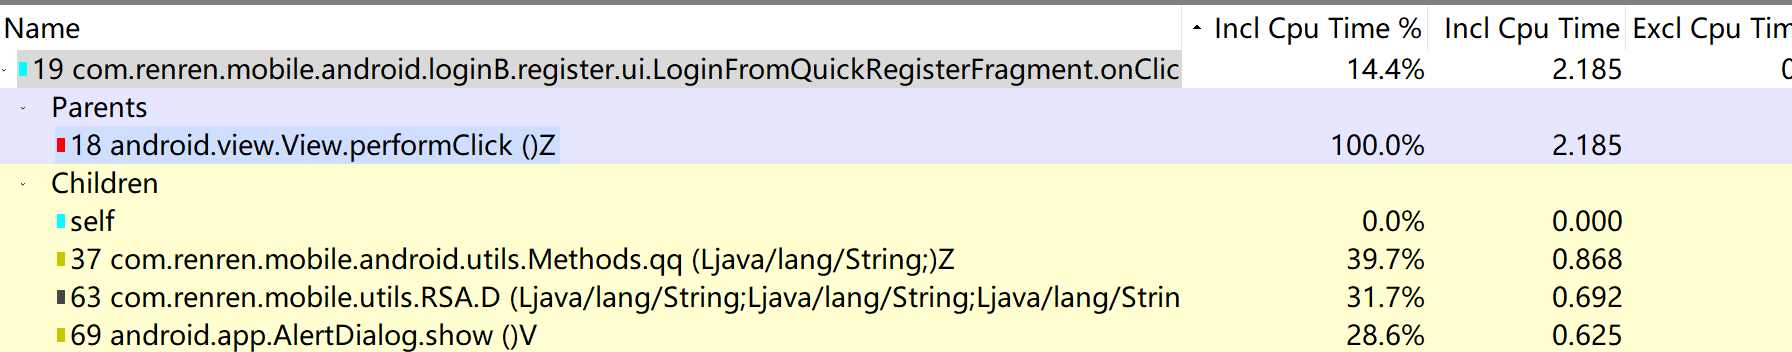 Name Incl Cpu Time % Incl Cpu Time Excl Cpu Tim
19 com.renren.mobile.android.loginB.register.ui.LoginFromQuickRegisterFragment.onClic 14.4% 2.185 0
Parents
18 android.view.View.performClick ()Z 100.0% 2.185
Children
self 0.0% 0.000
37 com.renren.mobile.android.utils.Methods.qq (Ljava/lang/String;)Z 39.7% 0.868
63 com.renren.mobile.utils.RSA.D (Ljava/lang/String;Ljava/lang/String;Ljava/lang/Strin 31.7% 0.692
69 android.app.AlertDialog.show ()V 28.6% 0.625